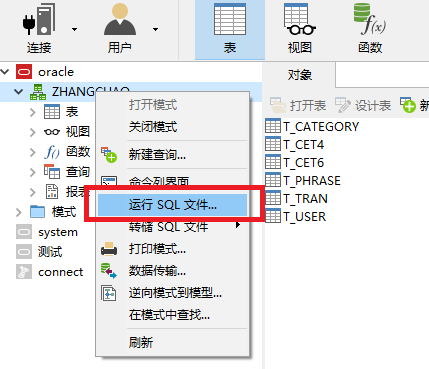 连接
用户
表
视图
函数
oracle
ZHANGCHAO
表
视图
函数
查询
报表
模式
system
测试
connect
打开模式
关闭模式
新建查询...
命令列界面...
运行 SQL 文件...
转储 SQL 文件
打印模式...
数据传输...
逆向模式到模型...
在模式中查找...
刷新
对象
打开表
设计表
新
T_CATEGORY
T_CET4
T_CET6
T_PHRASE
T_TRAN
T_USER